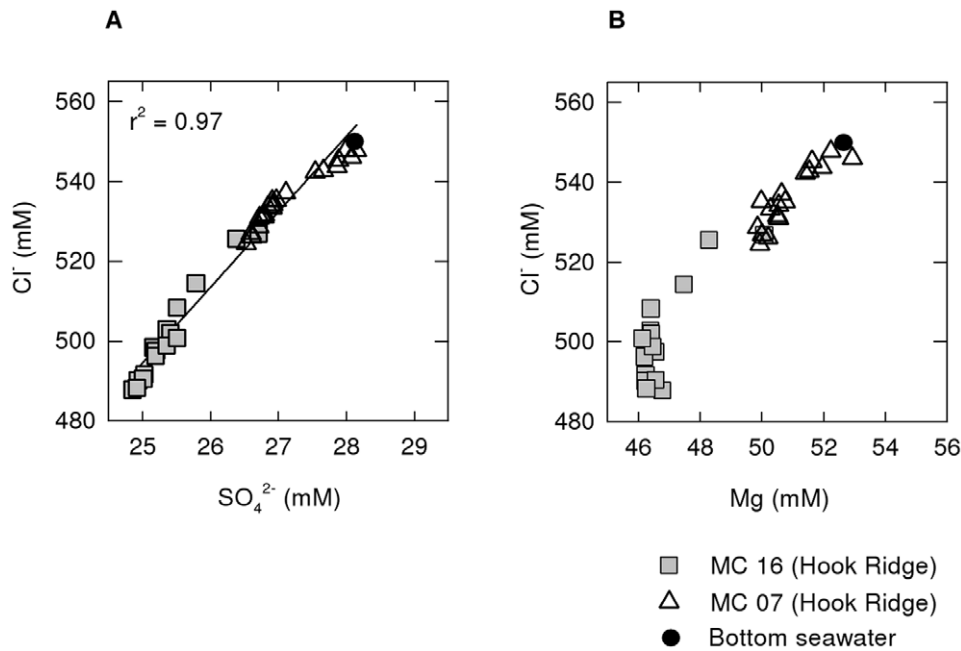 A
B
r² = 0.97
560
540
520
500
480
25 26 27 28 29
Cl⁻ (mM)
SO₄²⁻ (mM)
560
540
520
500
480
46 48 50 52 54 56
Cl⁻ (mM)
Mg (mM)
MC 16 (Hook Ridge)
MC 07 (Hook Ridge)
Bottom seawater